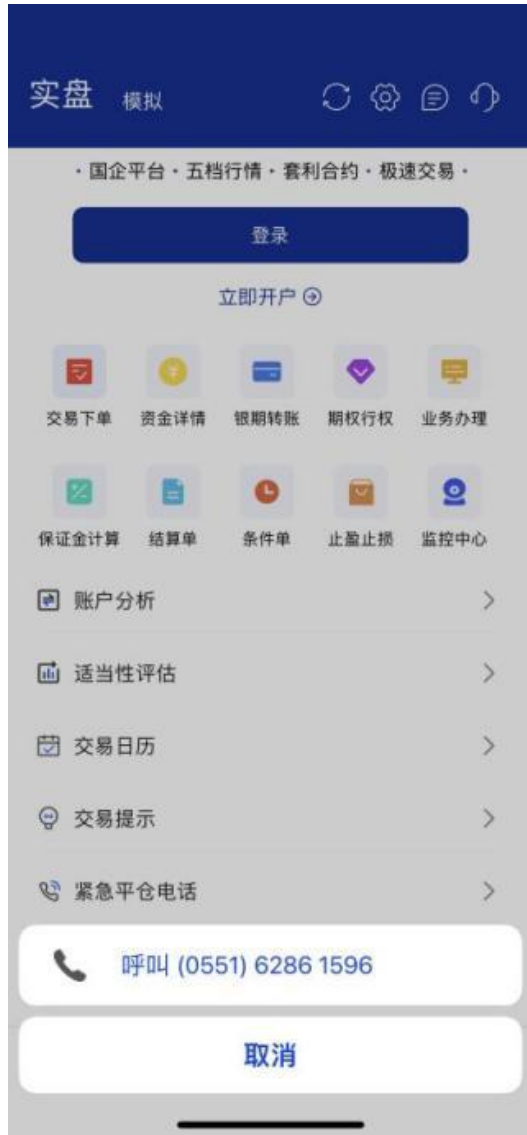 实盘 模拟
· 国企平台 · 五档行情 · 套利合约 · 极速交易 ·
登录
立即开户
交易下单 资金详情 银期转账 期权行权 业务办理
保证金计算 结算单 条件单 止盈止损 监控中心
账户分析
适当性评估
交易日历
交易提示
紧急平仓电话
呼叫 (0551) 6286 1596
取消